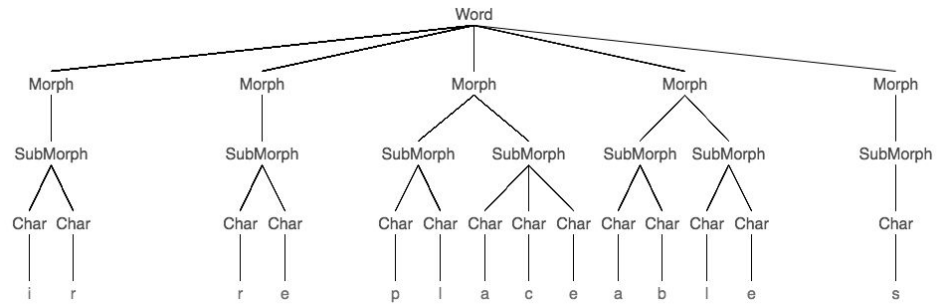 Word
Morph Morph Morph Morph Morph
SubMorph SubMorph SubMorph SubMorph SubMorph SubMorph SubMorph
Char Char Char Char Char Char Char Char Char Char Char Char Char Char
i r r e p l a c e a b l e s